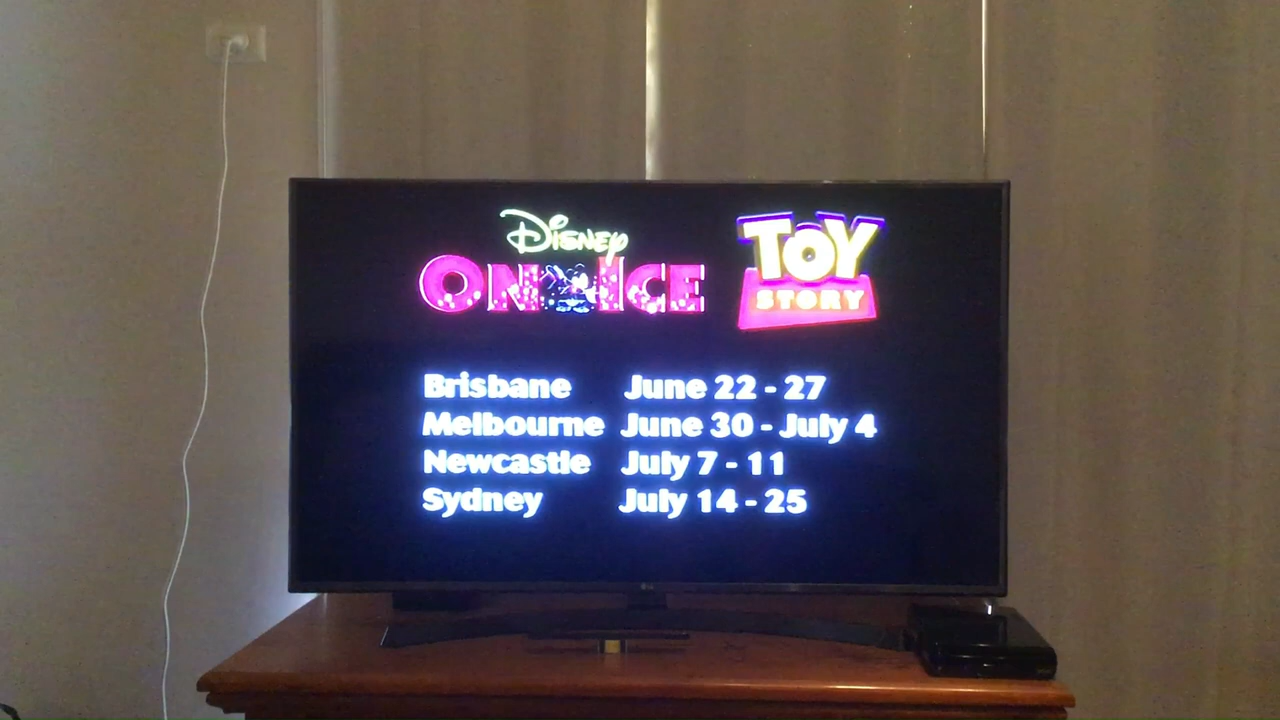 Disney
ON ICE
TOY
STORY
Brisbane June 22 - 27
Melbourne June 30 - July 4
Newcastle July 7 - 11
Sydney July 14 - 25
LG